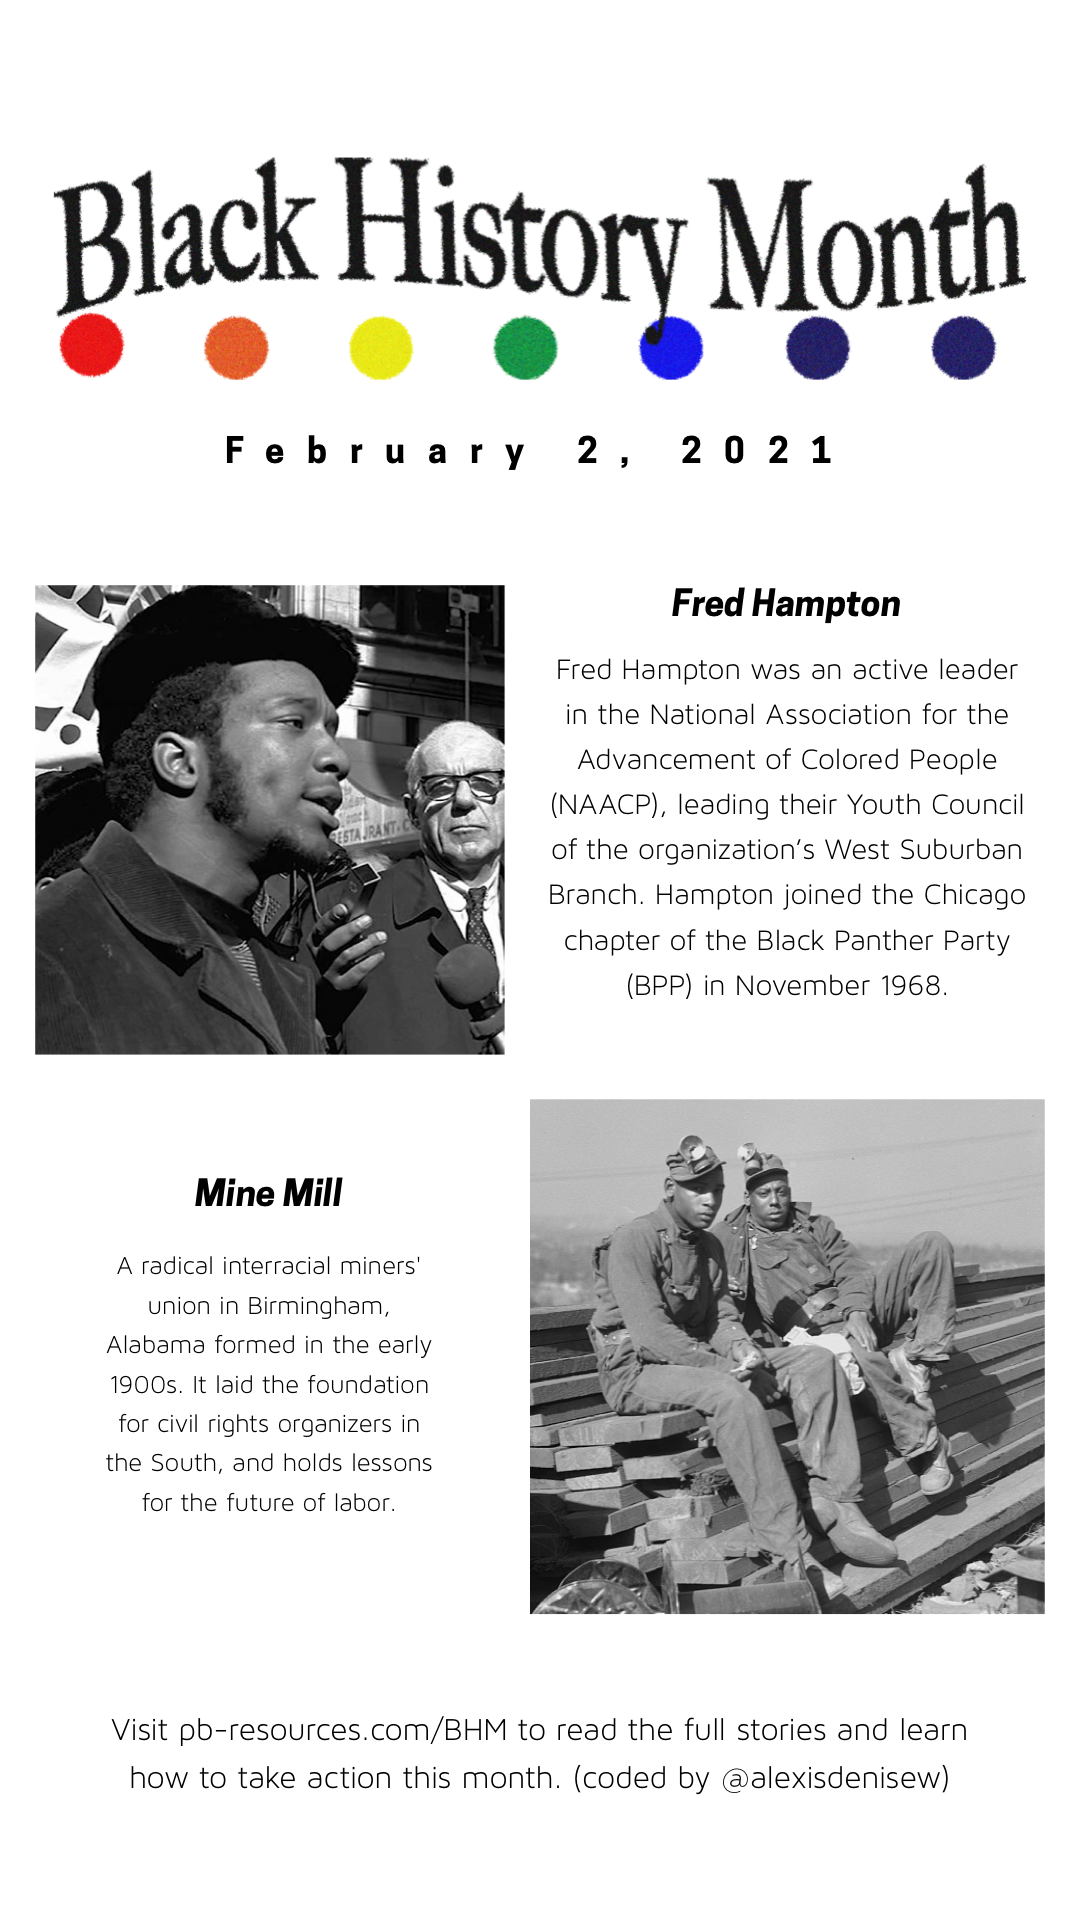 Black History Month
February 2, 2021
Fred Hampton
Fred Hampton was an active leader
in the National Association for the
Advancement of Colored People
(NAACP), leading their Youth Council
of the organization’s West Suburban
Branch. Hampton joined the Chicago
chapter of the Black Panther Party
(BPP) in November 1968.
RESTAURANT
Mine Mill
A radical interracial miners'
union in Birmingham,
Alabama formed in the early
1900s. It laid the foundation
for civil rights organizers in
the South, and holds lessons
for the future of labor.
Visit pb-resources.com/BHM to read the full stories and learn
how to take action this month. (coded by @alexisdenisew)